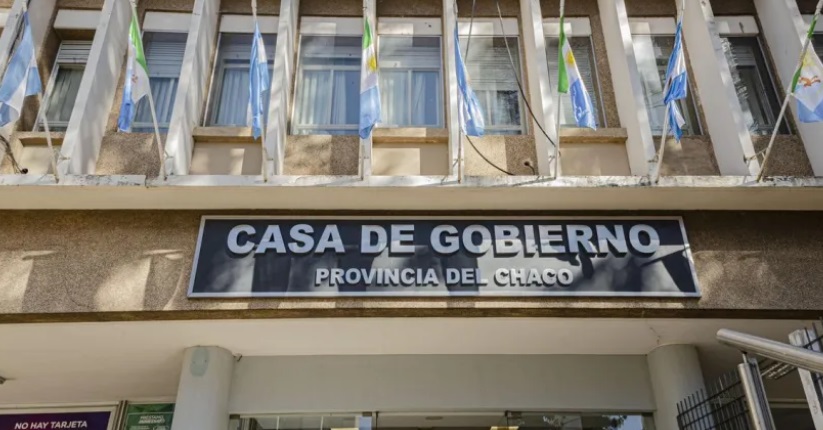 CASA DE GOBIERNO
PROVINCIA DEL CHACO
NO HAY TARJETA